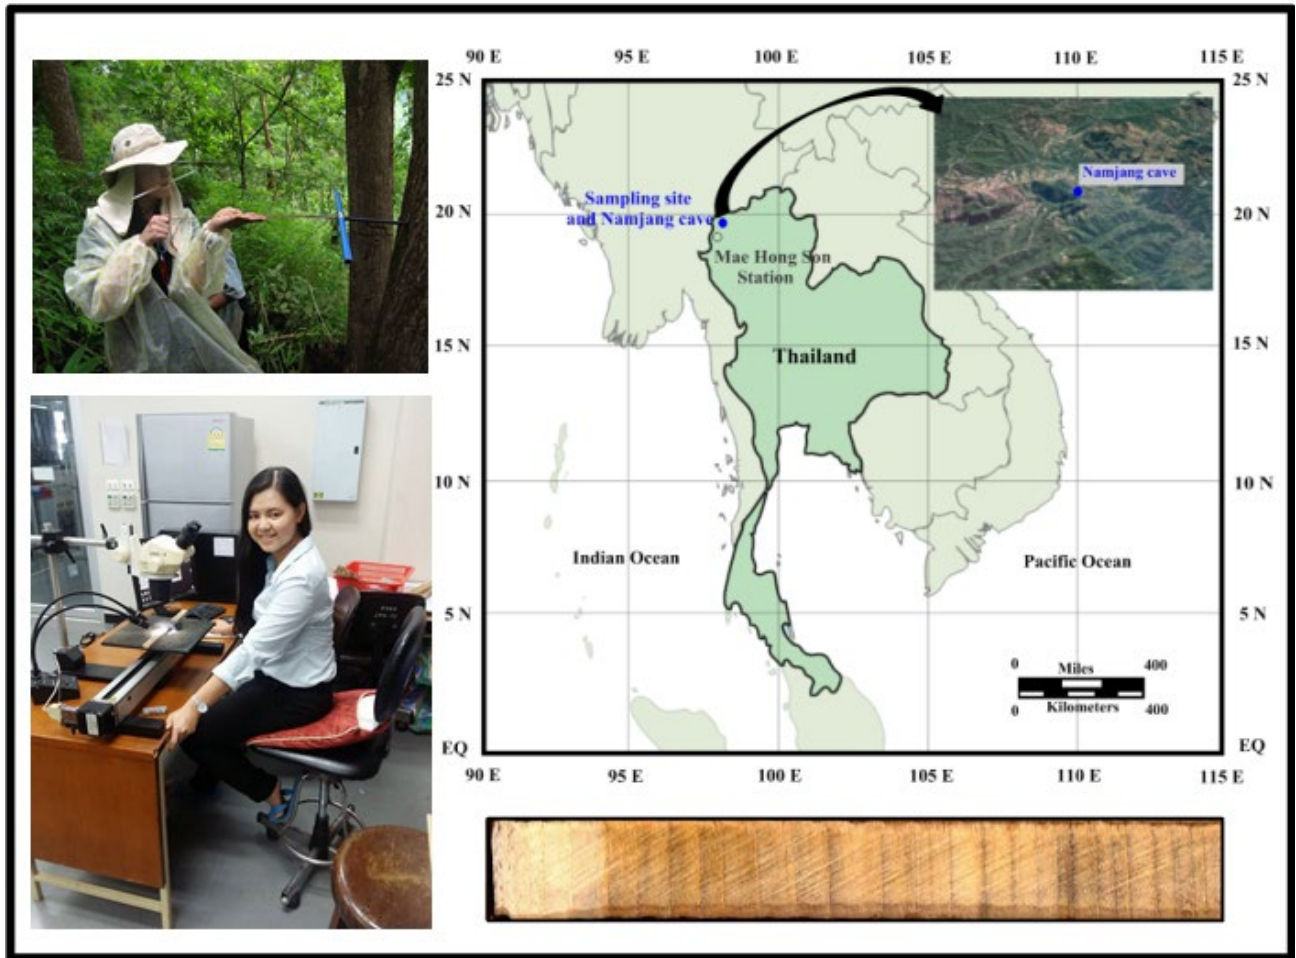 90 E
95 E
100 E
105 E
110 E
115 E
25 N
25 N
Namjang cave
Sampling site
and Namjang cave
20 N
20 N
Mae Hong Son
Station
15 N
15 N
Thailand
10 N
10 N
Indian Ocean
Pacific Ocean
5 N
5 N
0
Miles
400
0
Kilometers
400
EQ
EQ
90 E
95 E
100 E
105 E
110 E
115 E